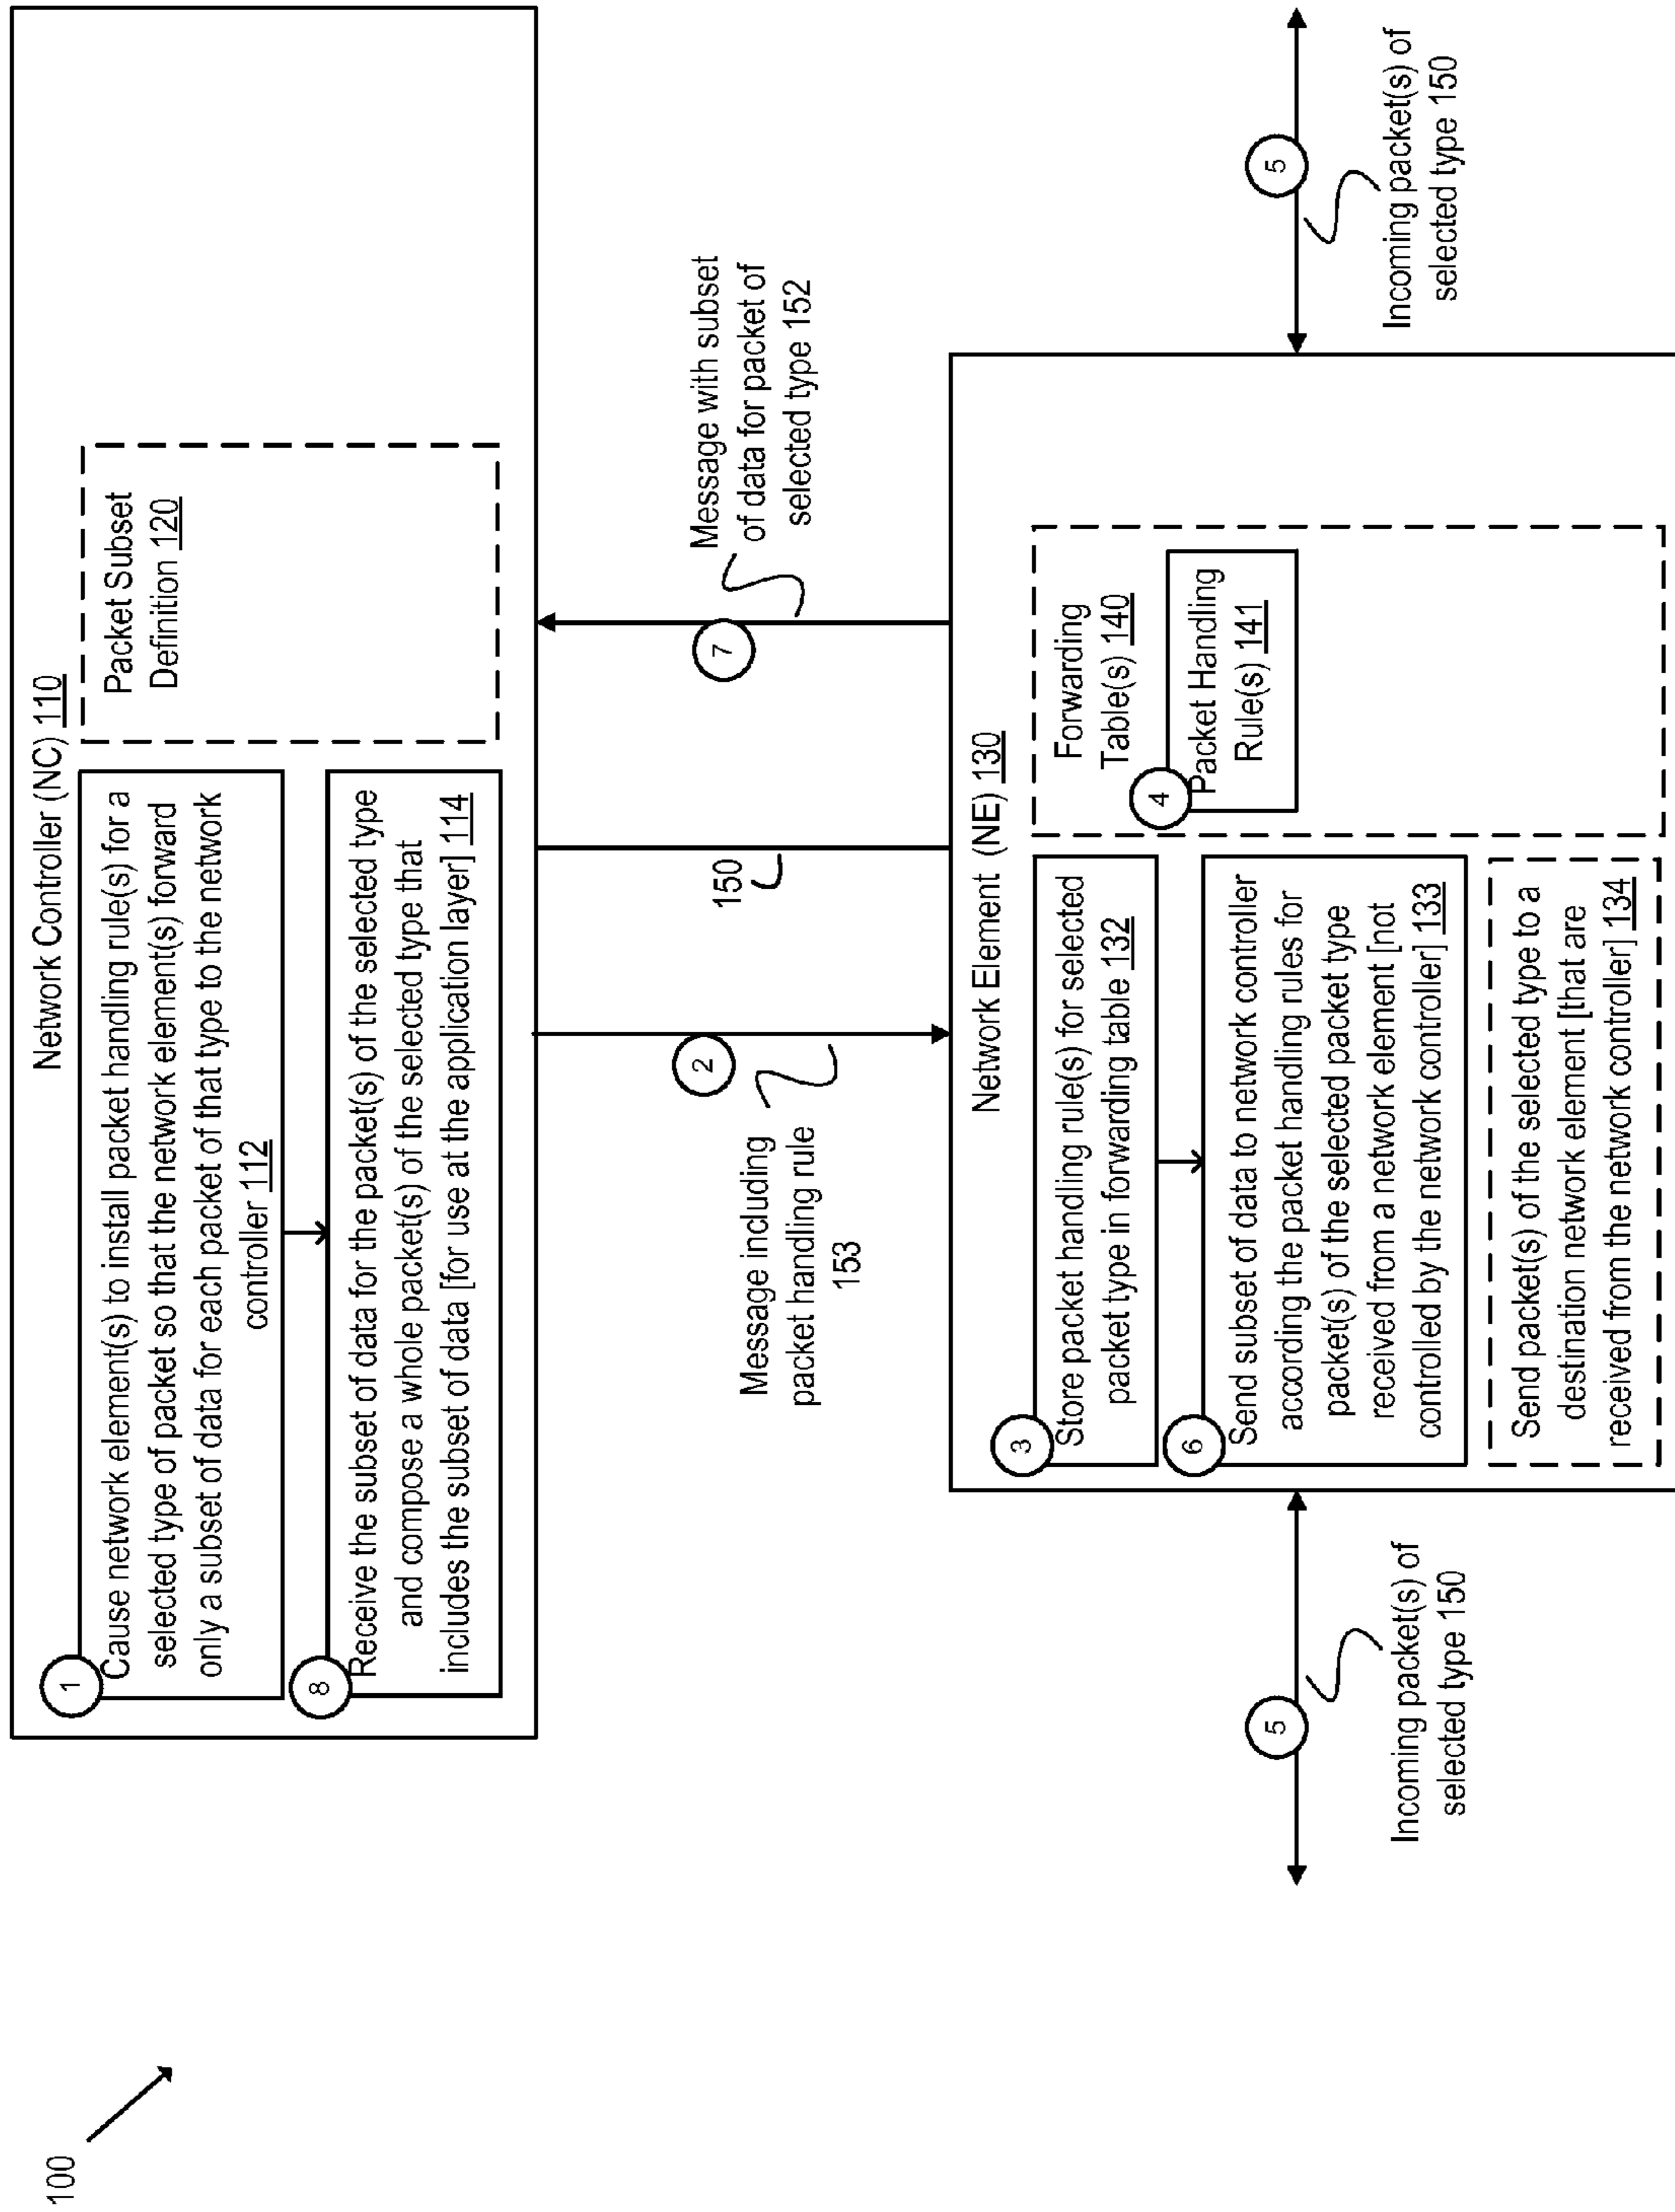 100
Network Controller (NC) 110
1
Cause network element(s) to install packet handling rule(s) for a
selected type of packet so that the network elements(s) forward
only a subset of data for each packet of that type to the network
controller 112
8
Receive the subset of data for the packet(s) of the selected type
and compose a whole packet(s) of the selected type that
includes the subset of data [for use at the application layer] 114
Packet Subset
Definition 120
Message including
packet handling rule
153
2
150
7
Message with subset
of data for packet of
selected type 152
Network Element (NE) 130
3
Store packet handling rule(s) for selected
packet type in forwarding table 132
6
Send subset of data to network controller
according the packet handling rules for
packet(s) of the selected packet type
received from a network element [not
controlled by the network controller] 133
Send packet(s) of the selected type to a
destination network element [that are
received from the network controller] 134
Forwarding
Table(s) 140
4
Packet Handling
Rule(s) 141
5
Incoming packet(s) of
selected type 150
5
Incoming packet(s) of
selected type 150